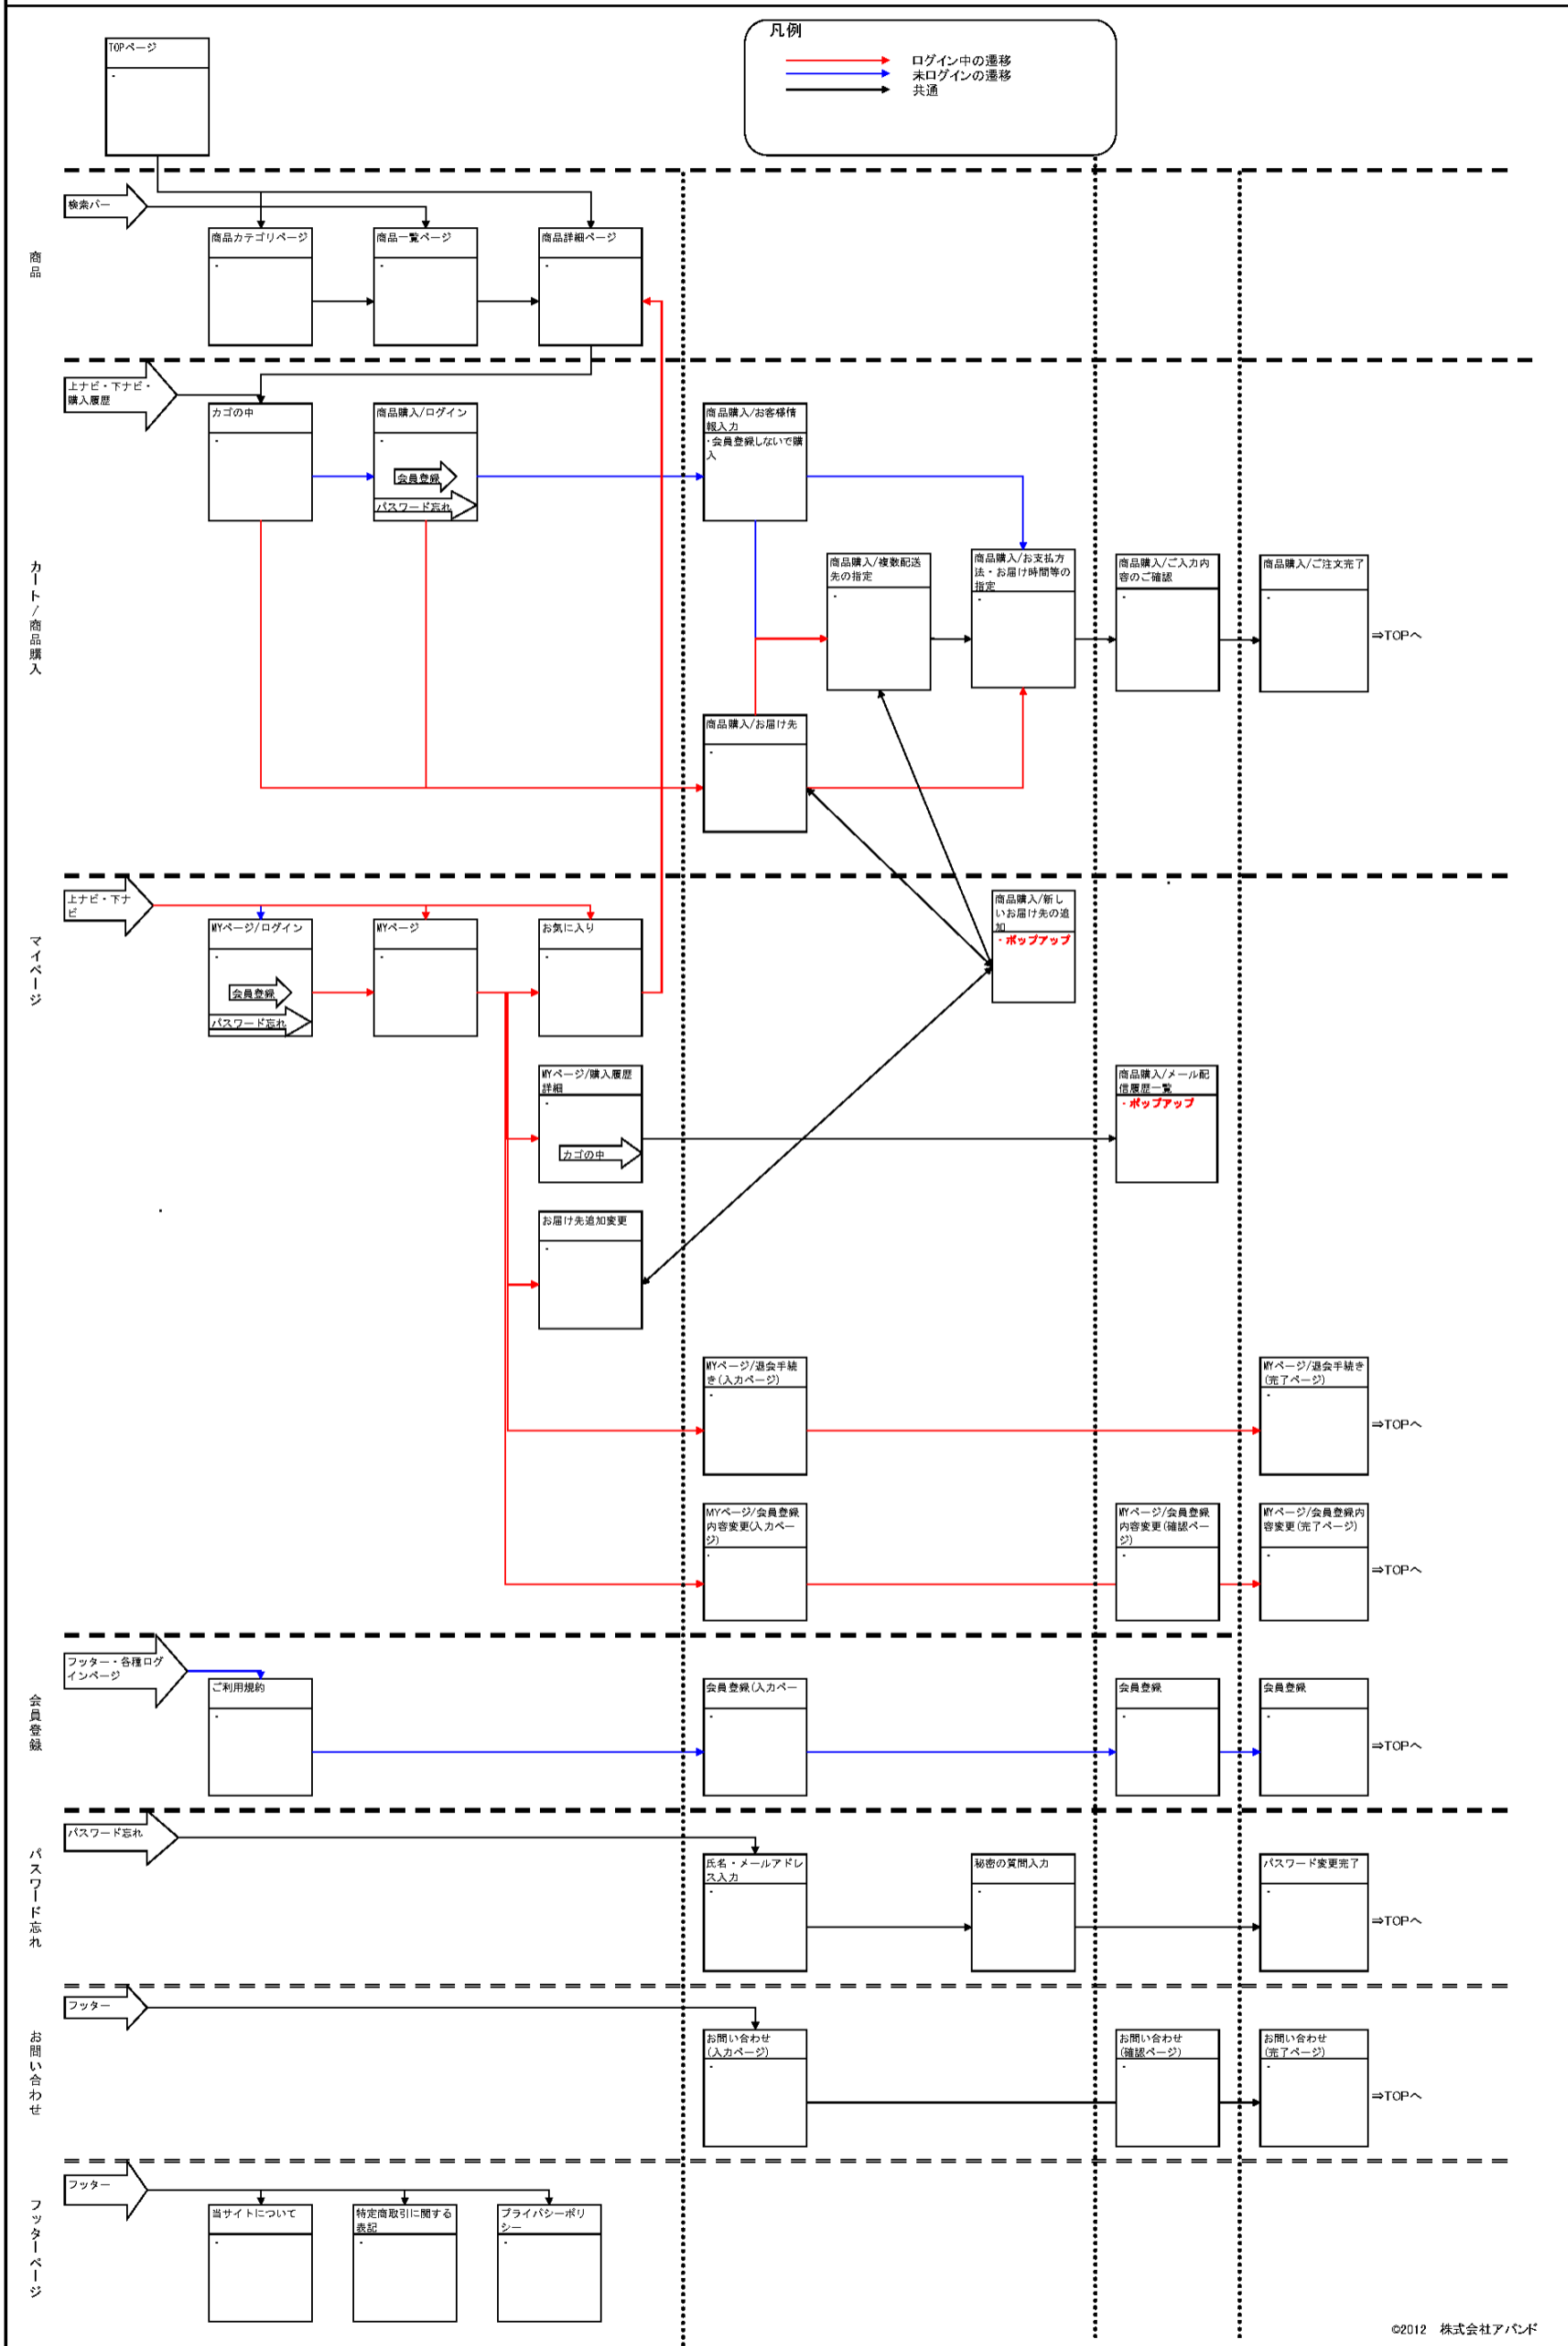 凡例
ログイン中の遷移
未ログインの遷移
共通
TOPページ
商品
検索バー
商品カテゴリページ
商品一覧ページ
商品詳細ページ
カート/商品購入
上ナビ・下ナビ・
購入履歴
カゴの中
商品購入/ログイン
会員登録
パスワード忘れ
商品購入/お客様情
報入力
・会員登録しないで購
入
商品購入/複数配送
先の指定
商品購入/お支払方
法・お届け時間等の
指定
商品購入/ご入力内
容のご確認
商品購入/ご注文完了
⇒TOPへ
商品購入/お届け先
マイページ
上ナビ・下ナ
ビ
MYページ/ログイン
会員登録
パスワード忘れ
MYページ
お気に入り
商品購入/新し
いお届け先の追
加
・ポップアップ
MYページ/購入履歴
詳細
カゴの中
商品購入/メール配
信履歴一覧
・ポップアップ
お届け先追加変更
MYページ/退会手続
き(入力ページ)
MYページ/退会手続き
(完了ページ)
⇒TOPへ
MYページ/会員登録
内容変更(入力ペー
ジ)
MYページ/会員登録
内容変更(確認ペー
ジ)
MYページ/会員登録内
容変更(完了ページ)
⇒TOPへ
会員登録
フッター・各種ログ
インページ
ご利用規約
会員登録(入力ペー
会員登録
会員登録
⇒TOPへ
パスワード忘れ
パスワード忘れ
氏名・メールアドレ
ス入力
秘密の質問入力
パスワード変更完了
⇒TOPへ
お問い合わせ
フッター
お問い合わせ
(入力ページ)
お問い合わせ
(確認ページ)
お問い合わせ
(完了ページ)
⇒TOPへ
フッターページ
フッター
当サイトについて
特定商取引に関する
表記
プライバシーポリ
シー
©2012 株式会社アバンド